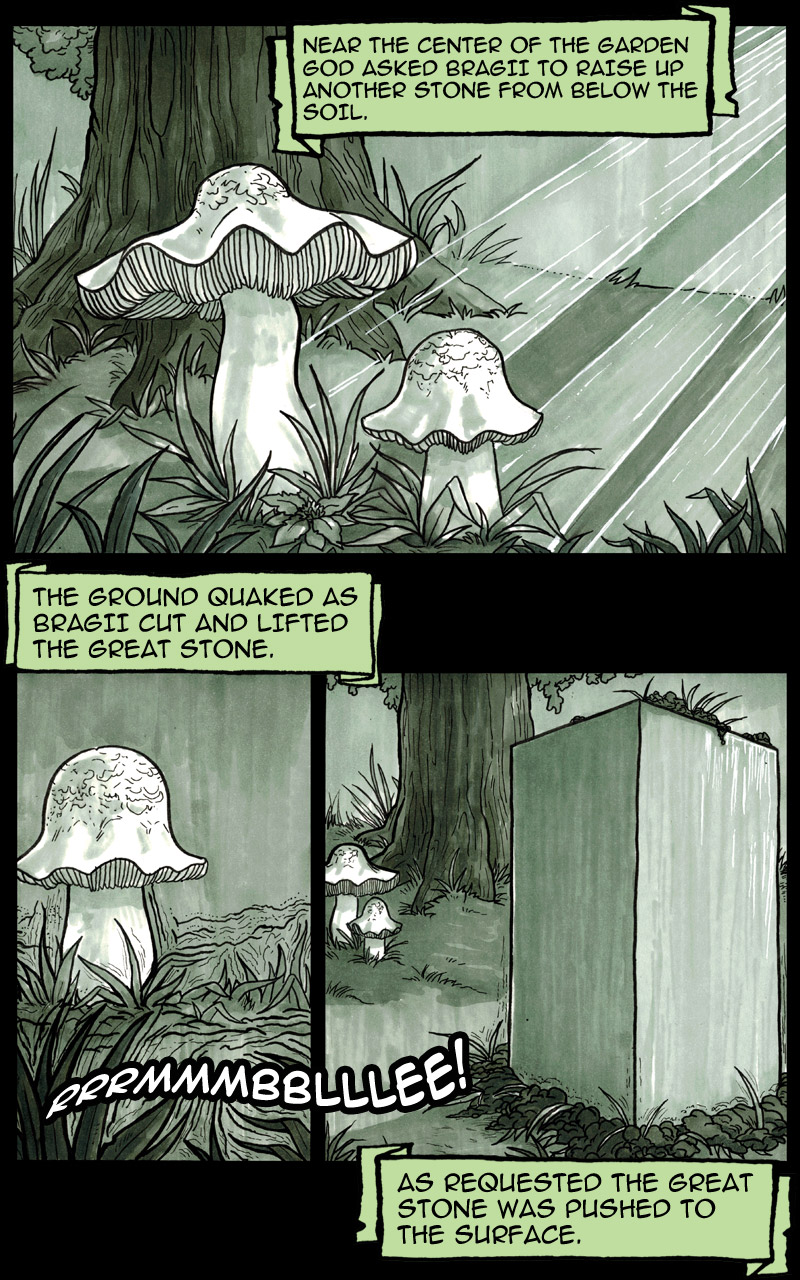 NEAR THE CENTER OF THE GARDEN
GOD ASKED BRAGII TO RAISE UP
ANOTHER STONE FROM BELOW THE
SOIL.
THE GROUND QUAKED AS
BRAGII CUT AND LIFTED
THE GREAT STONE.
RRRMMMBBLLLEE!
AS REQUESTED THE GREAT
STONE WAS PUSHED TO
THE SURFACE.